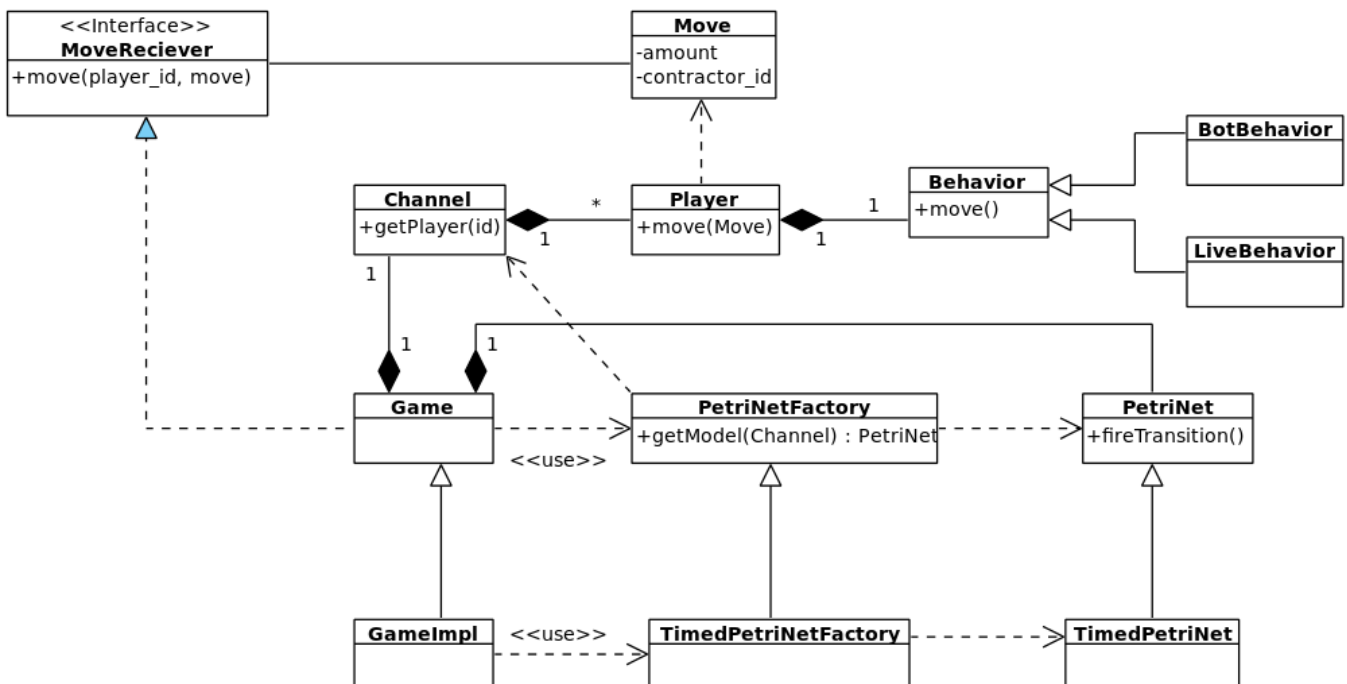 <<Interface>>
MoveReciever
+move(player_id, move)
Move
-amount
-contractor_id
BotBehavior
Behavior
+move()
LiveBehavior
Channel
+getPlayer(id)
*
1
Player
+move(Move)
1
1
1
1
1
Game
<<use>>
PetriNetFactory
+getModel(Channel) : PetriNet
PetriNet
+fireTransition()
GameImpl
<<use>>
TimedPetriNetFactory
TimedPetriNet